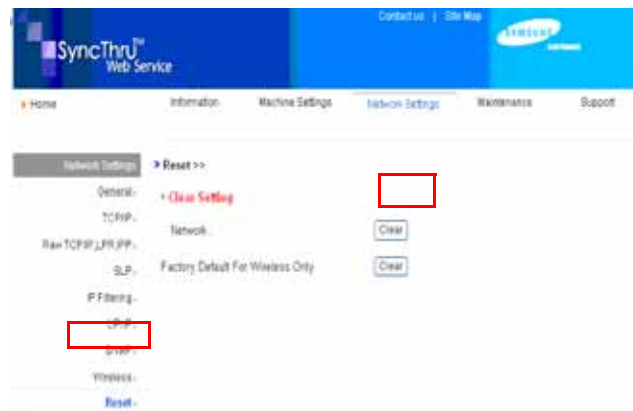 Contact us | Site Map
SAMSUNG
SyncThru™
Web Service
Home
Information Machine Settings Network Settings Maintenance Support
Network Settings
Reset >>
General
Clear Setting
TCP/IP
Network Clear
Raw TCP/IP,LPR,IPP
SLP
Factory Default For Wireless Only Clear
IP Filtering
UPnP
SNMP
Wireless
Reset